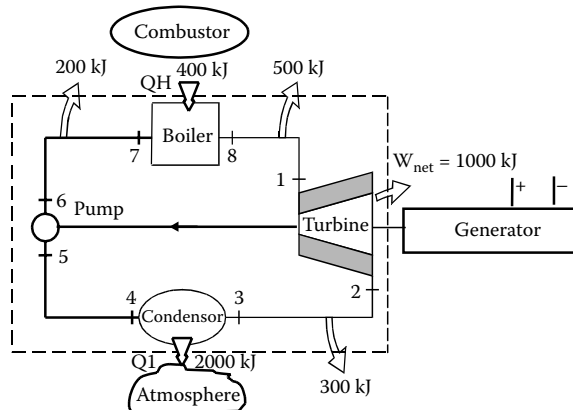 Combustor
200 kJ
QH
400 kJ
500 kJ
Boiler
7
8
W_net = 1000 kJ
1
6
Pump
+
−
Turbine
Generator
5
2
4
3
Condensor
Q1
2000 kJ
300 kJ
Atmosphere